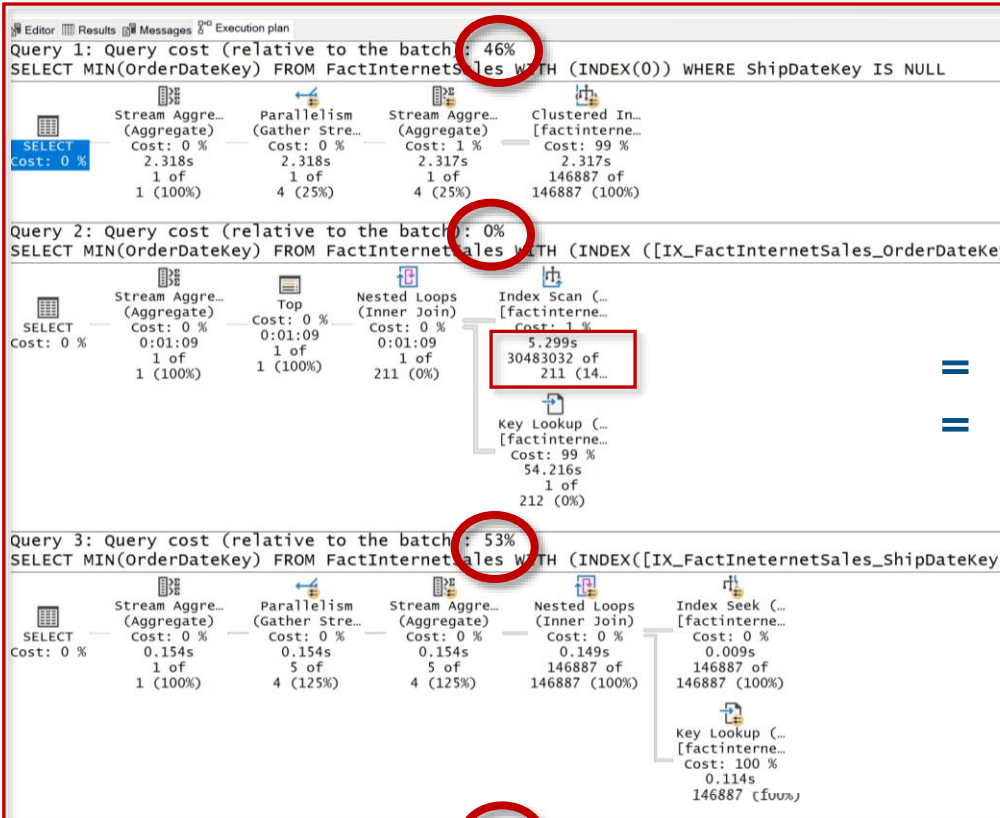 Editor Results Messages Execution plan
Query 1: Query cost (relative to the batch): 46%
SELECT MIN(OrderDateKey) FROM FactInternetSales WITH (INDEX(0)) WHERE ShipDateKey IS NULL
Stream Aggre… Parallelism Stream Aggre… Clustered In…
(Aggregate) (Gather Stre… (Aggregate) [factinterne…
SELECT Cost: 0 % Cost: 0 % Cost: 1 % Cost: 99 %
Cost: 0 % 2.318s 2.318s 2.317s 2.317s
1 of 1 of 1 of 146887 of
1 (100%) 4 (25%) 4 (25%) 146887 (100%)
Query 2: Query cost (relative to the batch): 0%
SELECT MIN(OrderDateKey) FROM FactInternetSales WITH (INDEX ([IX_FactInternetSales_OrderDateKe
Stream Aggre… Top Nested Loops Index Scan (…
(Aggregate) Cost: 0 % (Inner Join) [factinterne…
SELECT Cost: 0 % 0:01:09 Cost: 0 % Cost: 1 %
Cost: 0 % 0:01:09 1 of 0:01:09 5.299s
1 of 1 (100%) 1 of 30483032 of
1 (100%) 211 (0%) 211 (14…
=
=
Key Lookup (…
[factinterne…
Cost: 99 %
54.216s
1 of
212 (0%)
Query 3: Query cost (relative to the batch): 53%
SELECT MIN(OrderDateKey) FROM FactInternetSales WITH (INDEX([IX_FactIneternetSales_ShipDateKey
Stream Aggre… Parallelism Stream Aggre… Nested Loops Index Seek (…
(Aggregate) (Gather Stre… (Aggregate) (Inner Join) [factinterne…
SELECT Cost: 0 % Cost: 0 % Cost: 0 % Cost: 0 % Cost: 0 %
Cost: 0 % 0.154s 0.154s 0.154s 0.149s 0.009s
1 of 5 of 5 of 146887 of 146887 of
1 (100%) 4 (125%) 4 (125%) 146887 (100%) 146887 (100%)
Key Lookup (…
[factinterne…
Cost: 100 %
0.114s
146887